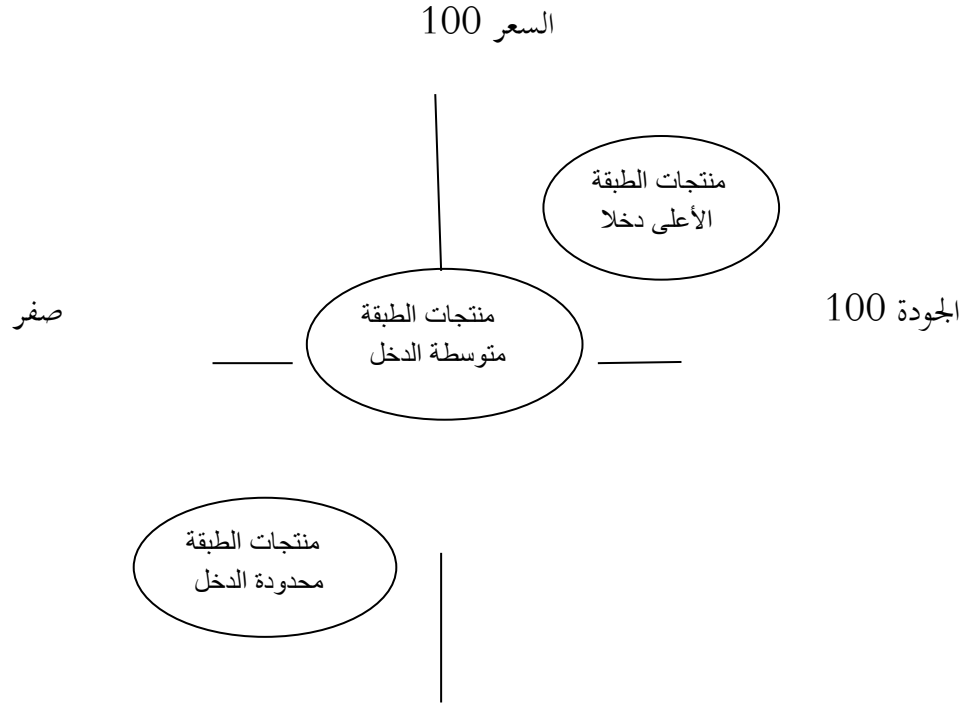 السعر 100
منتجات الطبقة
الأعلى دخلا
الجودة 100
منتجات الطبقة
متوسطة الدخل
صفر
منتجات الطبقة
محدودة الدخل